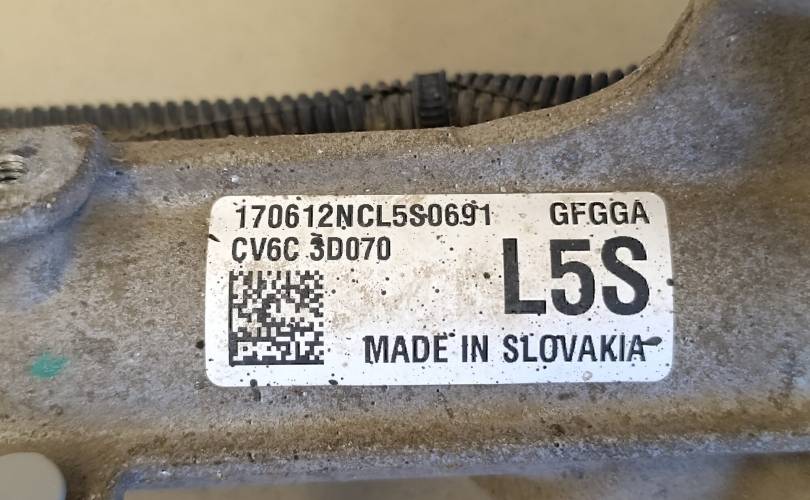 170612NCL5S0691 GFGGA
CV6C 3D070
L5S
MADE IN SLOVAKIA